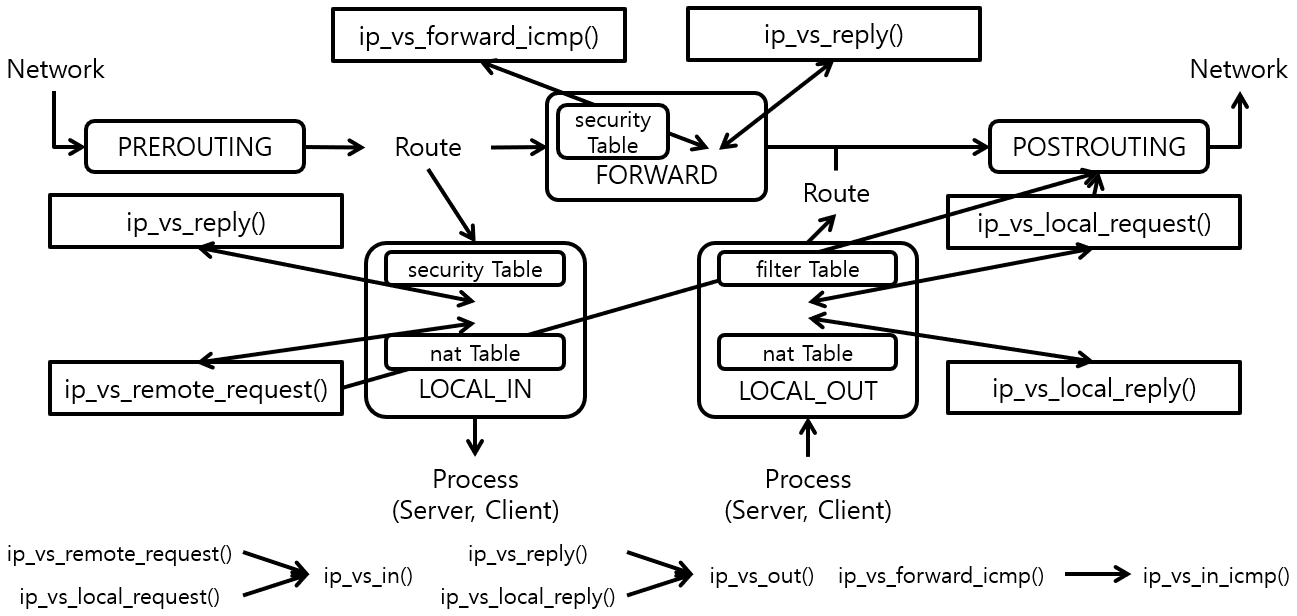 ip_vs_forward_icmp()
ip_vs_reply()
Network
Network
PREROUTING
Route
security
Table
FORWARD
POSTROUTING
Route
ip_vs_reply()
ip_vs_local_request()
security Table
filter Table
nat Table
nat Table
ip_vs_remote_request()
LOCAL_IN
LOCAL_OUT
ip_vs_local_reply()
Process
(Server, Client)
Process
(Server, Client)
ip_vs_remote_request()
ip_vs_local_request()
ip_vs_in()
ip_vs_reply()
ip_vs_local_reply()
ip_vs_out()
ip_vs_forward_icmp()
ip_vs_in_icmp()